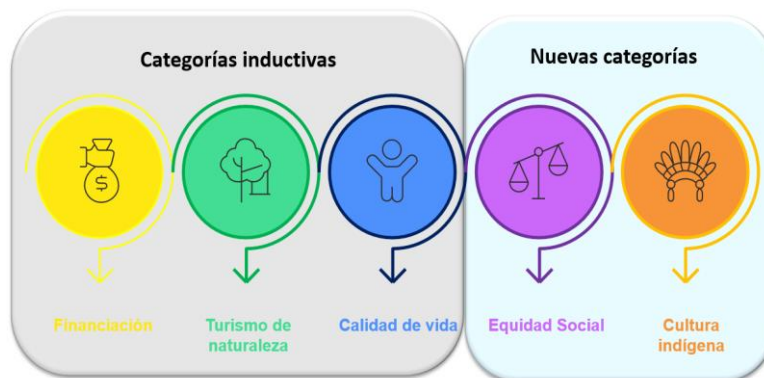 Categorías inductivas
Nuevas categorías
$
Financiación
Turismo de
naturaleza
Calidad de vida
Equidad Social
Cultura
indígena